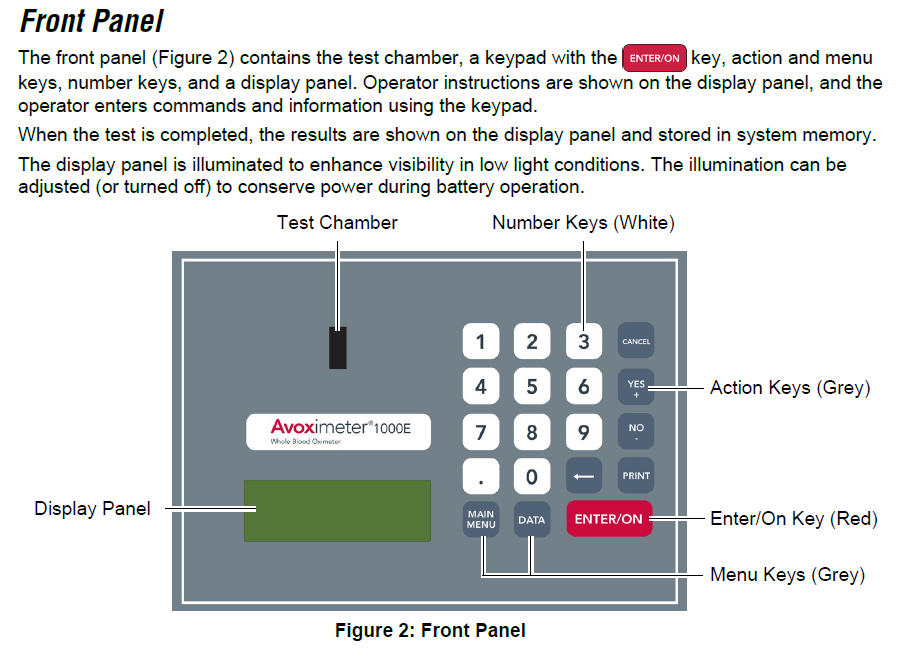 Front Panel
The front panel (Figure 2) contains the test chamber, a keypad with the ENTER/ON key, action and menu
keys, number keys, and a display panel. Operator instructions are shown on the display panel, and the
operator enters commands and information using the keypad.
When the test is completed, the results are shown on the display panel and stored in system memory.
The display panel is illuminated to enhance visibility in low light conditions. The illumination can be
adjusted (or turned off) to conserve power during battery operation.
Test Chamber
Number Keys (White)
1 2 3 CANCEL
4 5 6 YES +
Action Keys (Grey)
Avoximeter® 1000E
Whole Blood Oximeter
7 8 9 NO -
. 0 ← PRINT
Display Panel
MAIN MENU DATA ENTER/ON
Enter/On Key (Red)
Menu Keys (Grey)
Figure 2: Front Panel